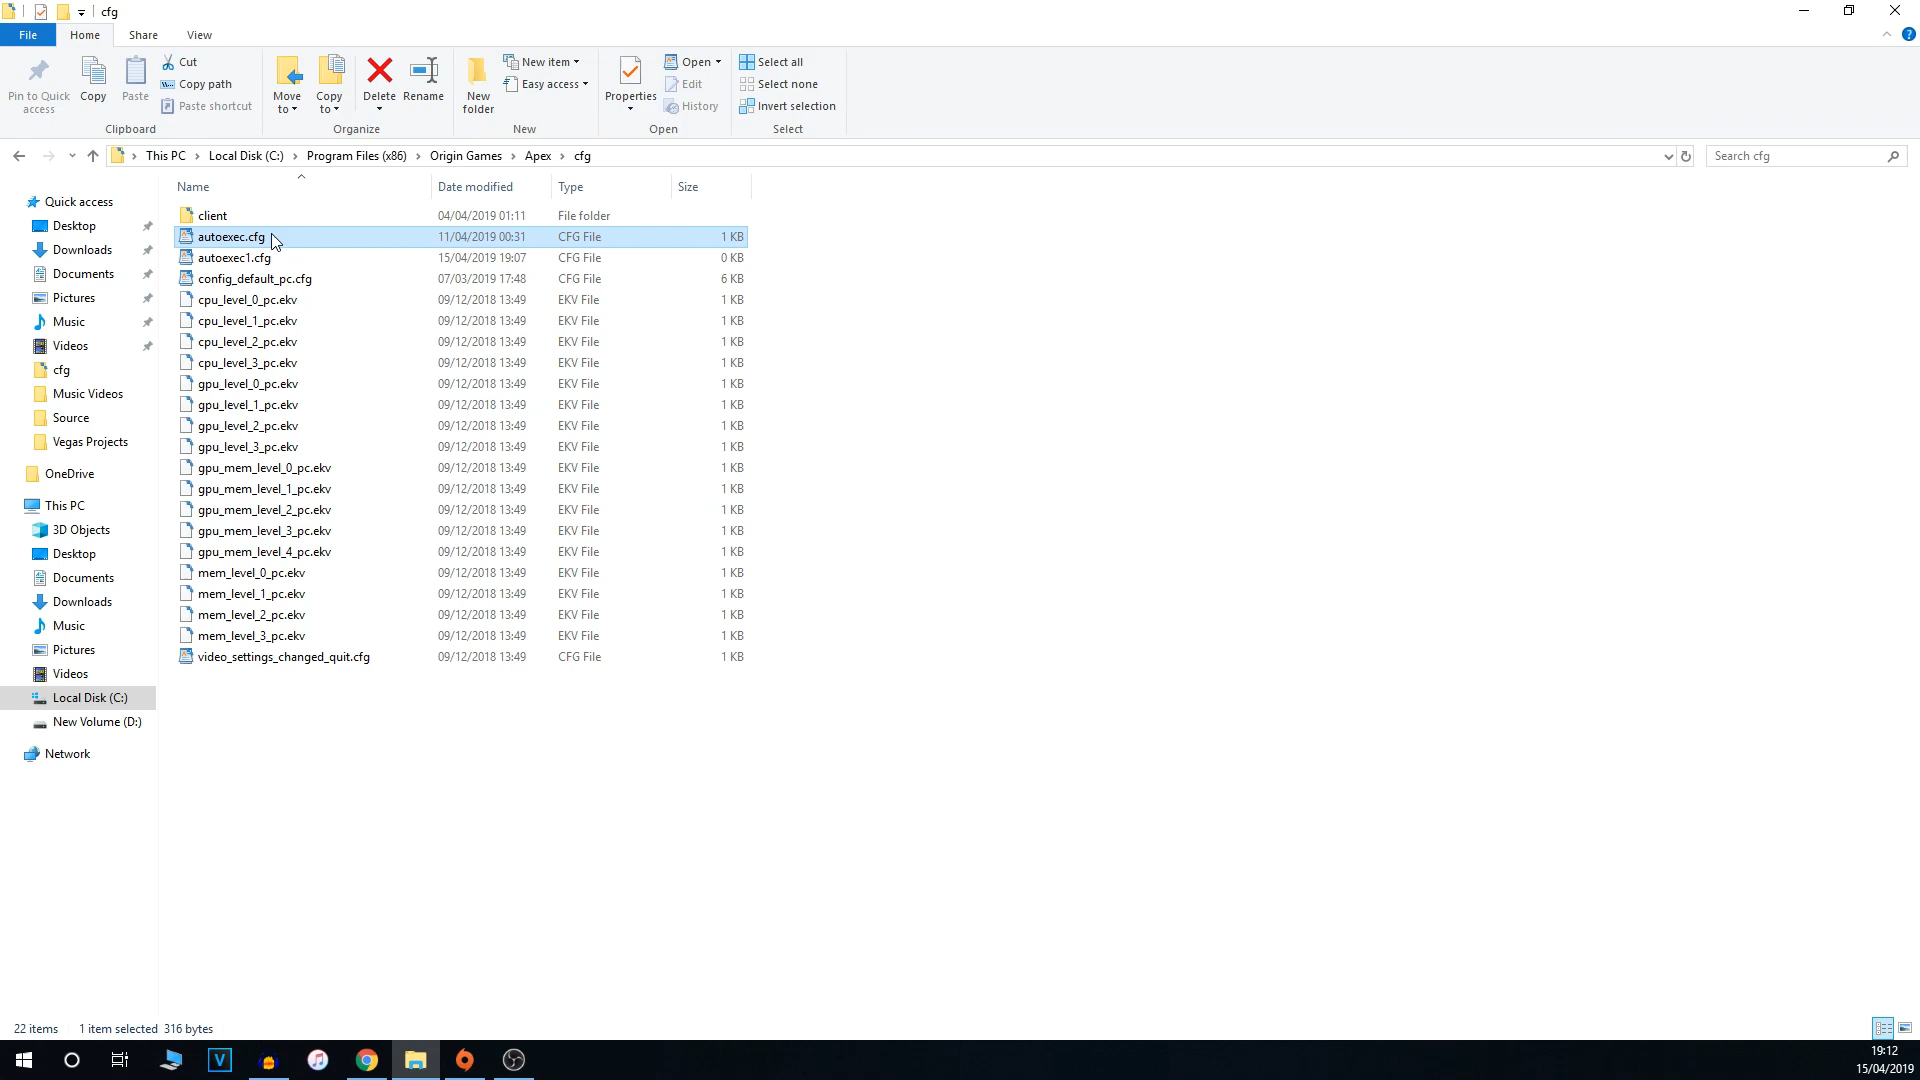 cfg
File Home Share View
Pin to Quick access
Copy
Paste
Cut
Copy path
Paste shortcut
Clipboard
Move to
Copy to
Delete
Rename
Organize
New folder
New item
Easy access
New
Properties
Open
Edit
History
Open
Select all
Select none
Invert selection
Select
This PC > Local Disk (C:) > Program Files (x86) > Origin Games > Apex > cfg
Search cfg
Quick access
Desktop
Downloads
Documents
Pictures
Music
Videos
cfg
Music Videos
Source
Vegas Projects
OneDrive
This PC
3D Objects
Desktop
Documents
Downloads
Music
Pictures
Videos
Local Disk (C:)
New Volume (D:)
Network
Name Date modified Type Size
client 04/04/2019 01:11 File folder
autoexec.cfg 11/04/2019 00:31 CFG File 1 KB
autoexec1.cfg 15/04/2019 19:07 CFG File 0 KB
config_default_pc.cfg 07/03/2019 17:48 CFG File 6 KB
cpu_level_0_pc.ekv 09/12/2018 13:49 EKV File 1 KB
cpu_level_1_pc.ekv 09/12/2018 13:49 EKV File 1 KB
cpu_level_2_pc.ekv 09/12/2018 13:49 EKV File 1 KB
cpu_level_3_pc.ekv 09/12/2018 13:49 EKV File 1 KB
gpu_level_0_pc.ekv 09/12/2018 13:49 EKV File 1 KB
gpu_level_1_pc.ekv 09/12/2018 13:49 EKV File 1 KB
gpu_level_2_pc.ekv 09/12/2018 13:49 EKV File 1 KB
gpu_level_3_pc.ekv 09/12/2018 13:49 EKV File 1 KB
gpu_mem_level_0_pc.ekv 09/12/2018 13:49 EKV File 1 KB
gpu_mem_level_1_pc.ekv 09/12/2018 13:49 EKV File 1 KB
gpu_mem_level_2_pc.ekv 09/12/2018 13:49 EKV File 1 KB
gpu_mem_level_3_pc.ekv 09/12/2018 13:49 EKV File 1 KB
gpu_mem_level_4_pc.ekv 09/12/2018 13:49 EKV File 1 KB
mem_level_0_pc.ekv 09/12/2018 13:49 EKV File 1 KB
mem_level_1_pc.ekv 09/12/2018 13:49 EKV File 1 KB
mem_level_2_pc.ekv 09/12/2018 13:49 EKV File 1 KB
mem_level_3_pc.ekv 09/12/2018 13:49 EKV File 1 KB
video_settings_changed_quit.cfg 09/12/2018 13:49 CFG File 1 KB
22 items 1 item selected 316 bytes
V
19:12
15/04/2019